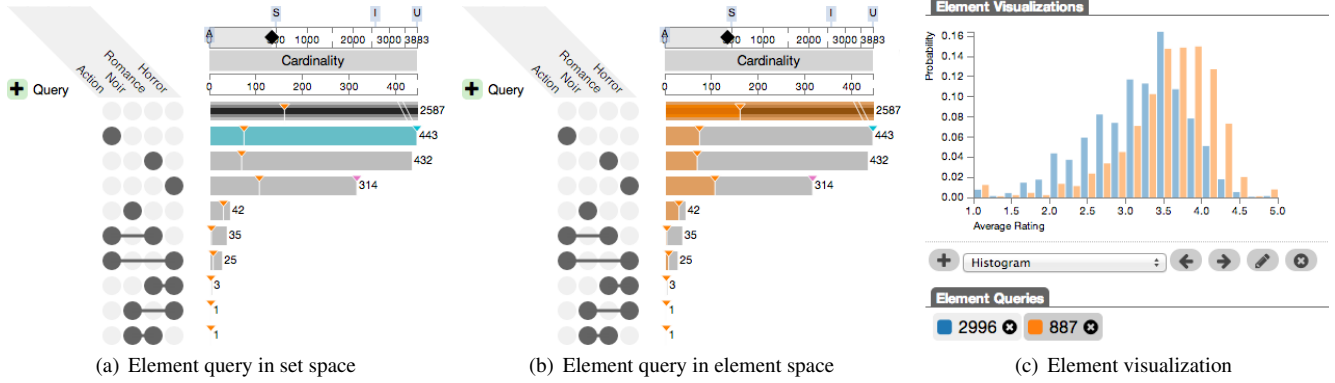 S I U
A
500 1000 2000 3000 3883
Cardinality
Horror
Romance
Noir
Action
Query
0 100 200 300 400
2587
443
432
314
42
35
25
3
1
1
(a) Element query in set space
S I U
A
1000 2000 3000 3883
Cardinality
Horror
Romance
Noir
Action
Query
0 100 200 300 400
2587
443
432
314
42
35
25
3
1
1
(b) Element query in element space
Element Visualizations
Probability
0.16
0.14
0.12
0.10
0.08
0.06
0.04
0.02
0.00
1.0 1.5 2.0 2.5 3.0 3.5 4.0 4.5 5.0
Average Rating
Histogram
Element Queries
2996 887
(c) Element visualization